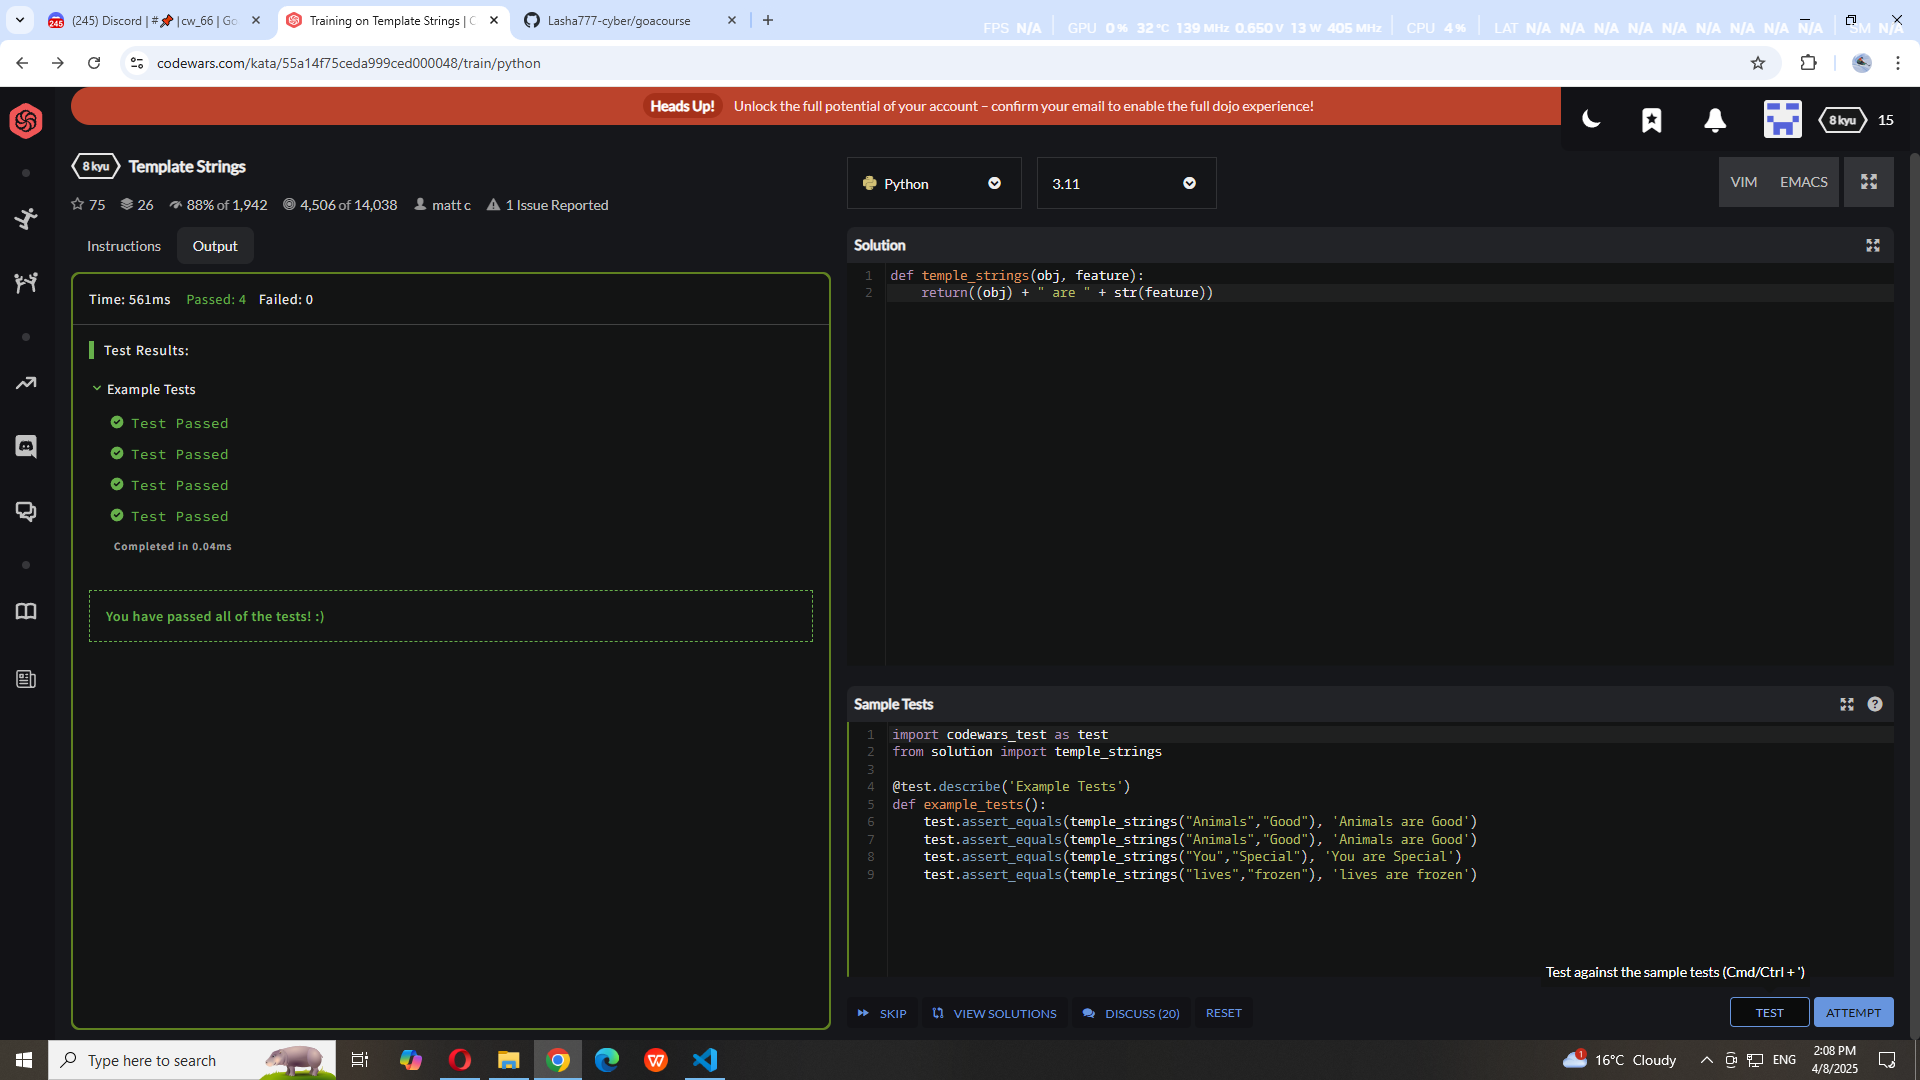 (245) Discord | #📌 |cw_66 | Go
Training on Template Strings | C
Lasha777-cyber/goacourse
FPS N/A GPU 0 % 32 °C 139 MHz 0.650 V 13 W 405 MHz CPU 4 % LAT N/A N/A N/A N/A N/A N/A N/A N/A N/A SM N/A
codewars.com/kata/55a14f75ceda999ced000048/train/python
Heads Up! Unlock the full potential of your account – confirm your email to enable the full dojo experience!
8 kyu 15
8 kyu Template Strings
75 26 88% of 1,942 4,506 of 14,038 matt c 1 Issue Reported
Python 3.11
VIM EMACS
Instructions Output
Time: 561ms Passed: 4 Failed: 0
Test Results:
Example Tests
Test Passed
Test Passed
Test Passed
Test Passed
Completed in 0.04ms
You have passed all of the tests! :)
Solution
1 def temple_strings(obj, feature):
2 return((obj) + " are " + str(feature))
Sample Tests
1 import codewars_test as test
2 from solution import temple_strings
3
4 @test.describe('Example Tests')
5 def example_tests():
6 test.assert_equals(temple_strings("Animals","Good"), 'Animals are Good')
7 test.assert_equals(temple_strings("Animals","Good"), 'Animals are Good')
8 test.assert_equals(temple_strings("You","Special"), 'You are Special')
9 test.assert_equals(temple_strings("lives","frozen"), 'lives are frozen')
Test against the sample tests (Cmd/Ctrl + ')
SKIP VIEW SOLUTIONS DISCUSS (20) RESET TEST ATTEMPT
Type here to search
1 16°C Cloudy ENG
2:08 PM
4/8/2025